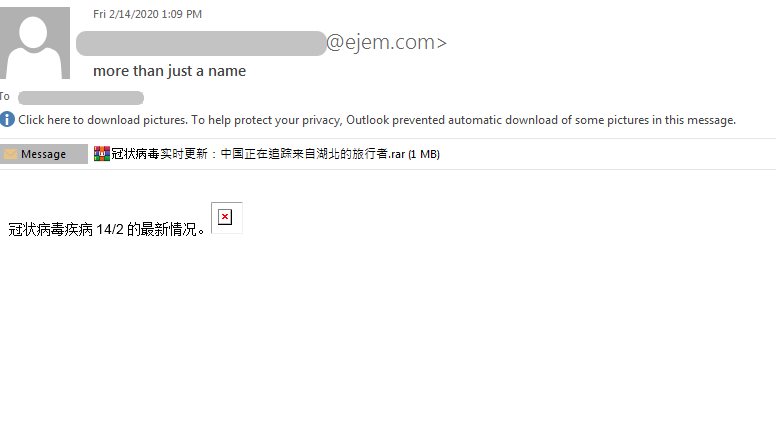 Fri 2/14/2020 1:09 PM
@ejem.com>
more than just a name
To
Click here to download pictures. To help protect your privacy, Outlook prevented automatic download of some pictures in this message.
Message 冠状病毒实时更新：中国正在追踪来自湖北的旅行者.rar (1 MB)
冠状病毒疾病 14/2 的最新情况。